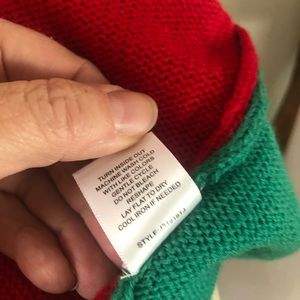 TURN INSIDE OUT
MACHINE WASH COLD
WITH LIKE COLORS
GENTLE CYCLE
DO NOT BLEACH
RESHAPE
LAY FLAT TO DRY
COOL IRON IF NEEDED
STYLE: